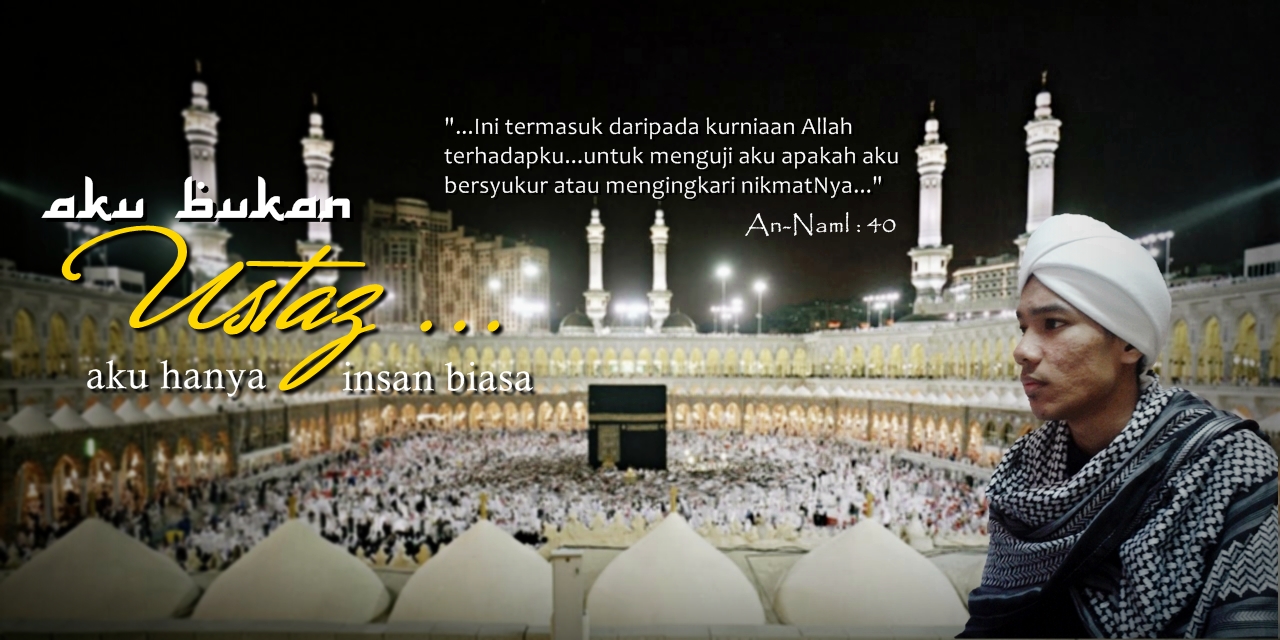 aku bukan
Ustaz ...
aku hanya insan biasa
"...Ini termasuk daripada kurniaan Allah
terhadapku...untuk menguji aku apakah aku
bersyukur atau mengingkari nikmatNya..."
An-Naml : 40